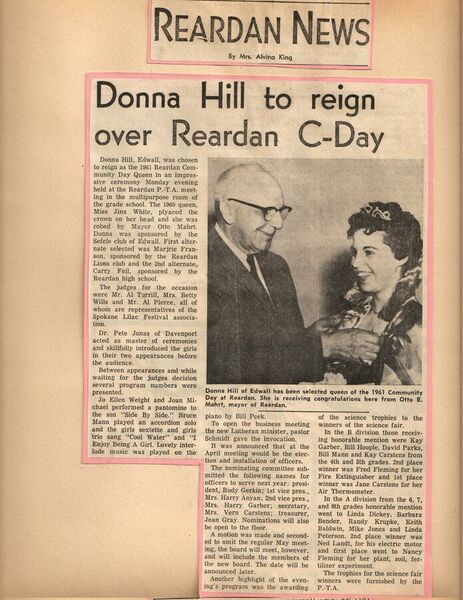 REARDAN NEWS
By Mrs. Alvina King
Donna Hill to reign
over Reardan C-Day
Donna Hill, Edwall, was chosen
to reign as the 1961 Reardan Com-
munity Day Queen in an impres-
sive ceremony Monday evening
held at the Reardan P.-T.A. meet-
ing in the multipurpose room of
the grade school. The 1960 queen,
Miss Jinx White, plyaced the
crown on her head and she was
robed by Mayor Otto Mahrt.
Donna was sponsored by the
Sefelo club of Edwall. First alter-
nate selected was Marjrie Fran-
son, sponsored by the Reardan
Lions club and the 2nd alternate,
Carry Feil, sponsored by the
Reardan high school.
The judges for the occasion
were Mr. Al Turrill, Mrs. Betty
Wills and Mr. Al Pierce, all of
whom are representatives of the
Spokane Lilac Festival associa-
tion.
Dr. Pete Jonas of Davenport
acted as master of ceremonies
and skillfully introduced the girls
in their two appearances before
the audience.
Between appearances and while
waiting for the judges decision
several program numbers were
presented.
Jo Ellen Weight and Joan Mi-
chael performed a pantomine to
the son "Side By Side." Bruce
Mann played an accordion solo
and the girls sextette and girls
trio sang "Cool Water" and "I
Enjoy Being A Girl. Lovely inter-
lude music was played on the
Donna Hill of Edwall has been selected queen of the 1961 Community
Day at Reardan. She is receiving congratulations here from Otto B.
Mahrt, mayor of Reerdan.
piano by Bill Peek.
To open the business meeting
the new Lutheran minister, pastor
Schmidt gave the invocation.
It was announced that at the
April meeting would be the elec-
tion and installation of officers.
The nominating committee sub-
mitted the following names for
officers to serve next year: presi-
dent, Rudy Gerkin; 1st vice pres.,
Mrs. Harry Anyan; 2nd vice pres.,
Mrs. Harry Garber; secretary,
Mrs. Vern Carstens; treasurer,
Jean Gray. Nominations will also
be open to the floor.
A motion was made and second-
ed to omit the regular May meet-
ing, the board will meet, however,
and will include the members of
the new board. The date will be
announced later.
Another highlight of the even-
ing's program was the awarding
of the science trophies to the
winners of the science fair.
In the B division those receiv-
ing honorable mention were Kay
Garber, Bill Hoople, David Parks,
Bill Mann and Kay Carstens from
the 4th and 5th grades. 2nd place
winner was Fred Fleming for her
Fire Extinguisher and 1st place
winner was Jane Carstens for her
Air Thermometer.
In the A division from the 6, 7,
and 8th grades honorable mention
went to Linda Dickey, Barbara
Bender, Randy Krupke, Keith
Baldwin, Mike Jones and Linda
Peterson. 2nd place winner was
Ned Landt, for his electric motor
and first place went to Nancy
Fleming for her plant, soil, fer-
tilizer experiment.
The trophies for the science fair
winners were furnished by the
P.-T.A.